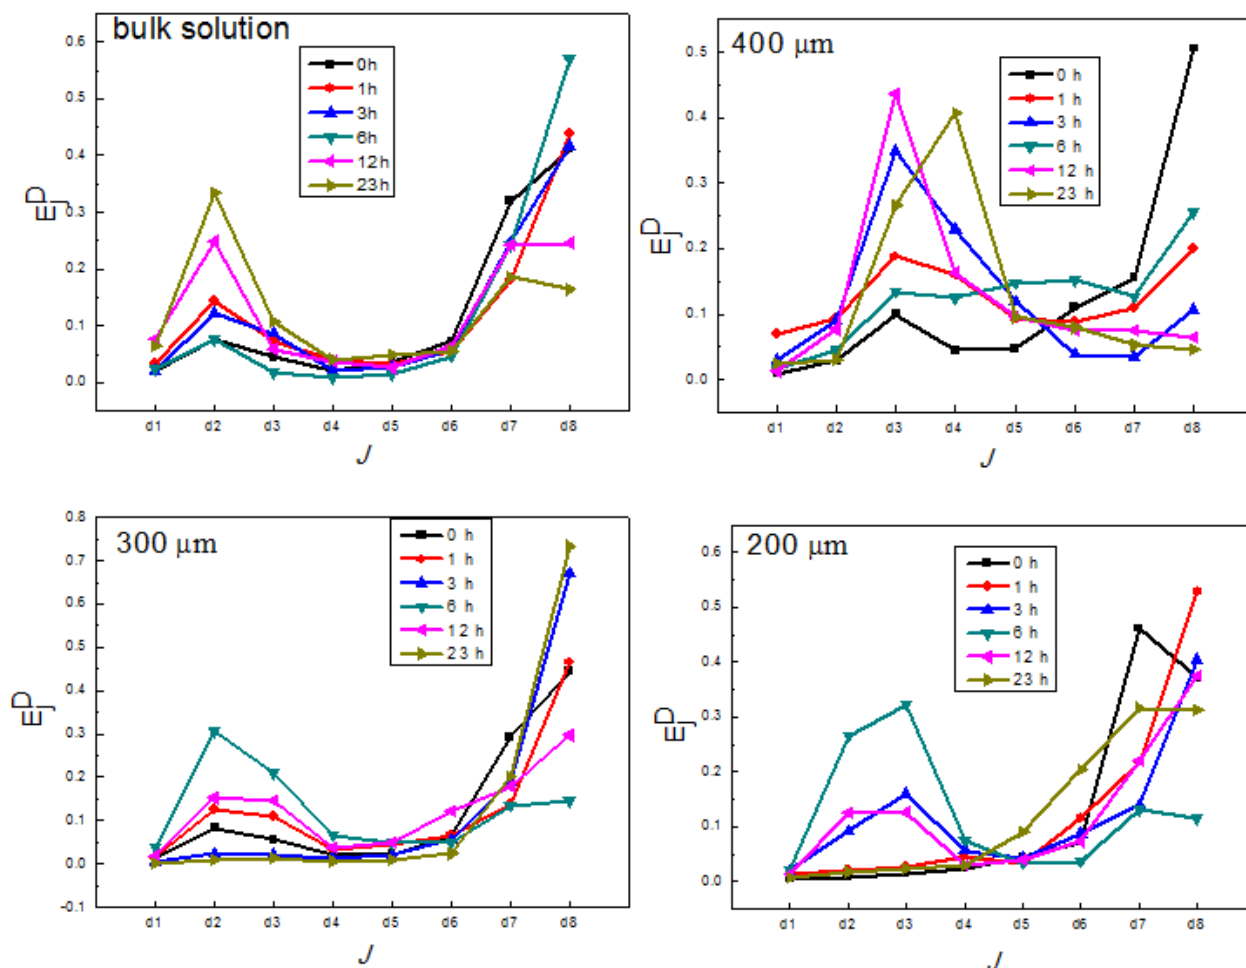 bulk solution
0h
1h
3h
6h
12h
23h
0.6
0.5
0.4
0.3
0.2
0.1
0.0
E_J^D
d1 d2 d3 d4 d5 d6 d7 d8
J
400 μm
0 h
1 h
3 h
6 h
12 h
23 h
0.5
0.4
0.3
0.2
0.1
0.0
E_J^D
d1 d2 d3 d4 d5 d6 d7 d8
J
300 μm
0 h
1 h
3 h
6 h
12 h
23 h
0.8
0.7
0.6
0.5
0.4
0.3
0.2
0.1
0.0
-0.1
E_J^D
d1 d2 d3 d4 d5 d6 d7 d8
J
200 μm
0 h
1 h
3 h
6 h
12 h
23 h
0.6
0.5
0.4
0.3
0.2
0.1
0.0
E_J^D
d1 d2 d3 d4 d5 d6 d7 d8
J